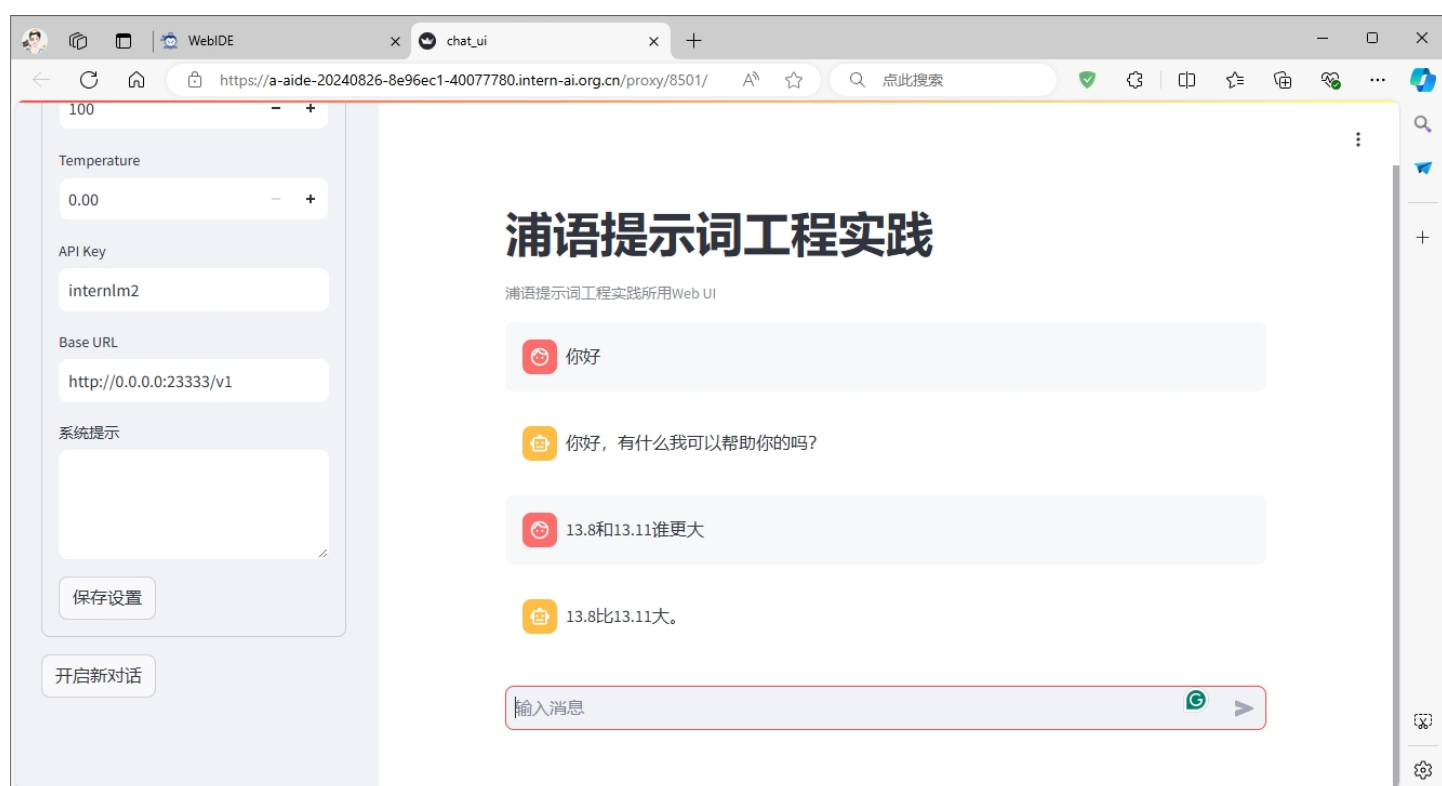 WebIDE
chat_ui
https://a-aide-20240826-8e96ec1-40077780.intern-ai.org.cn/proxy/8501/
点此搜索
100
Temperature
0.00
API Key
internlm2
Base URL
http://0.0.0.0:23333/v1
系统提示
保存设置
开启新对话
浦语提示词工程实践
浦语提示词工程实践所用Web UI
你好
你好，有什么我可以帮助你的吗？
13.8和13.11谁更大
13.8比13.11大。
输入消息